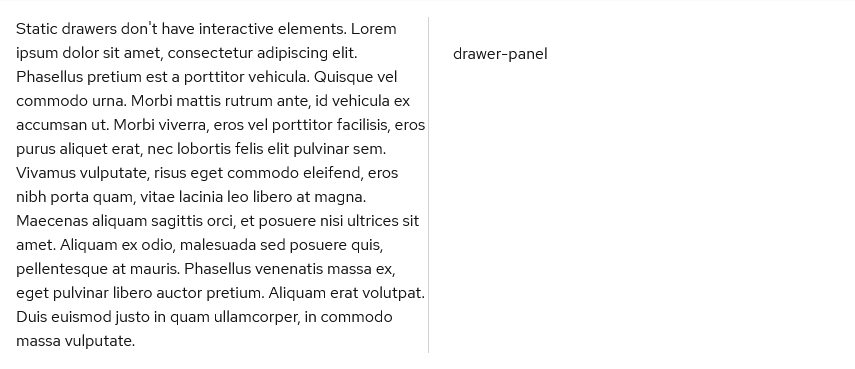 Static drawers don't have interactive elements. Lorem
ipsum dolor sit amet, consectetur adipiscing elit.
Phasellus pretium est a porttitor vehicula. Quisque vel
commodo urna. Morbi mattis rutrum ante, id vehicula ex
accumsan ut. Morbi viverra, eros vel porttitor facilisis, eros
purus aliquet erat, nec lobortis felis elit pulvinar sem.
Vivamus vulputate, risus eget commodo eleifend, eros
nibh porta quam, vitae lacinia leo libero at magna.
Maecenas aliquam sagittis orci, et posuere nisi ultrices sit
amet. Aliquam ex odio, malesuada sed posuere quis,
pellentesque at mauris. Phasellus venenatis massa ex,
eget pulvinar libero auctor pretium. Aliquam erat volutpat.
Duis euismod justo in quam ullamcorper, in commodo
massa vulputate.
drawer-panel